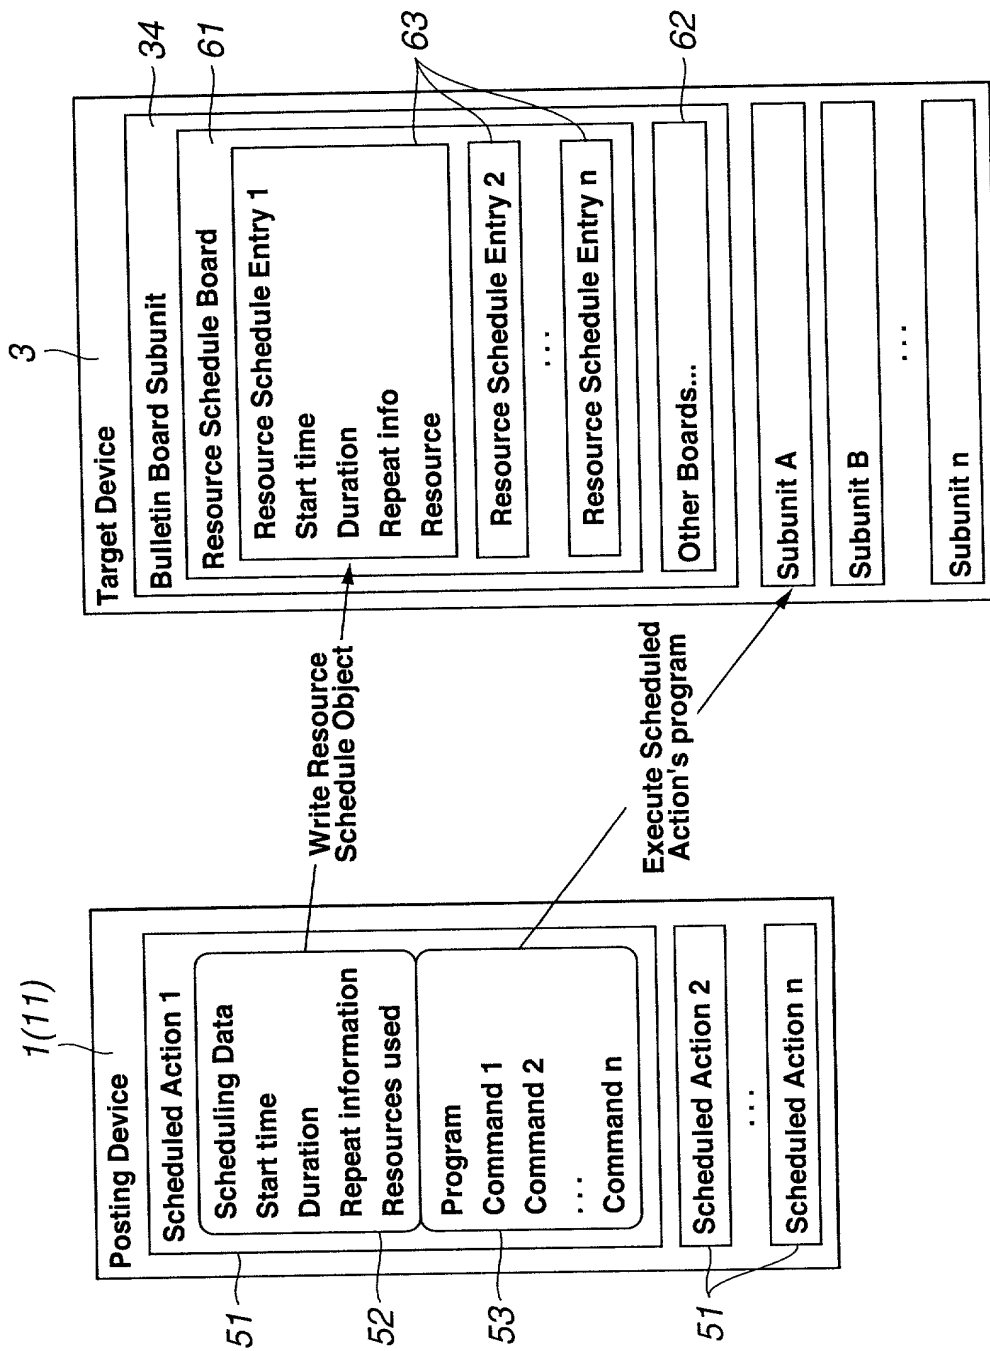 1(11)
Posting Device
Scheduled Action 1
Scheduling Data
Start time
Duration
Repeat information
Resources used
Program
Command 1
Command 2
...
Command n
Scheduled Action 2
...
Scheduled Action n
51
52
53
51
Write Resource
Schedule Object
Execute Scheduled
Action's program
3
Target Device
Bulletin Board Subunit
Resource Schedule Board
Resource Schedule Entry 1
Start time
Duration
Repeat info
Resource
Resource Schedule Entry 2
...
Resource Schedule Entry n
Other Boards...
Subunit A
Subunit B
...
Subunit n
34
61
63
62